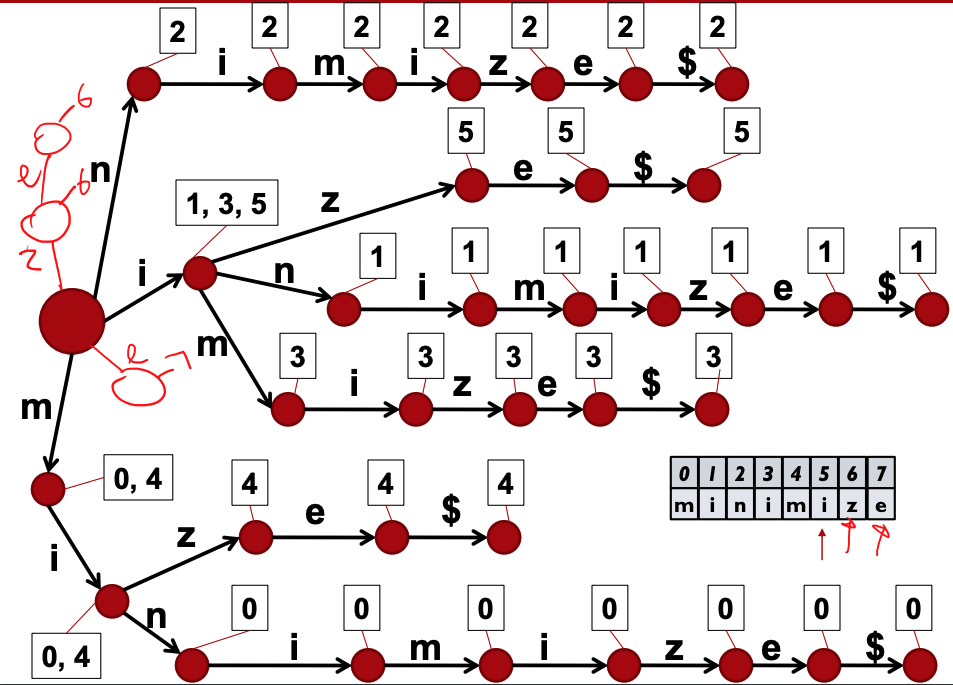 2 2 2 2 2 2 2
i m i z e $
6
n
e
6
z
5 5 5
z e $
1, 3, 5
i
n
1 1 1 1 1 1 1
i m i z e $
m
3 3 3 3 3
i z e $
e 7
m
0, 4
4 4 4
z e $
i
n
0, 4
0 0 0 0 0 0 0
i m i z e $
0 1 2 3 4 5 6 7
m i n i m i z e